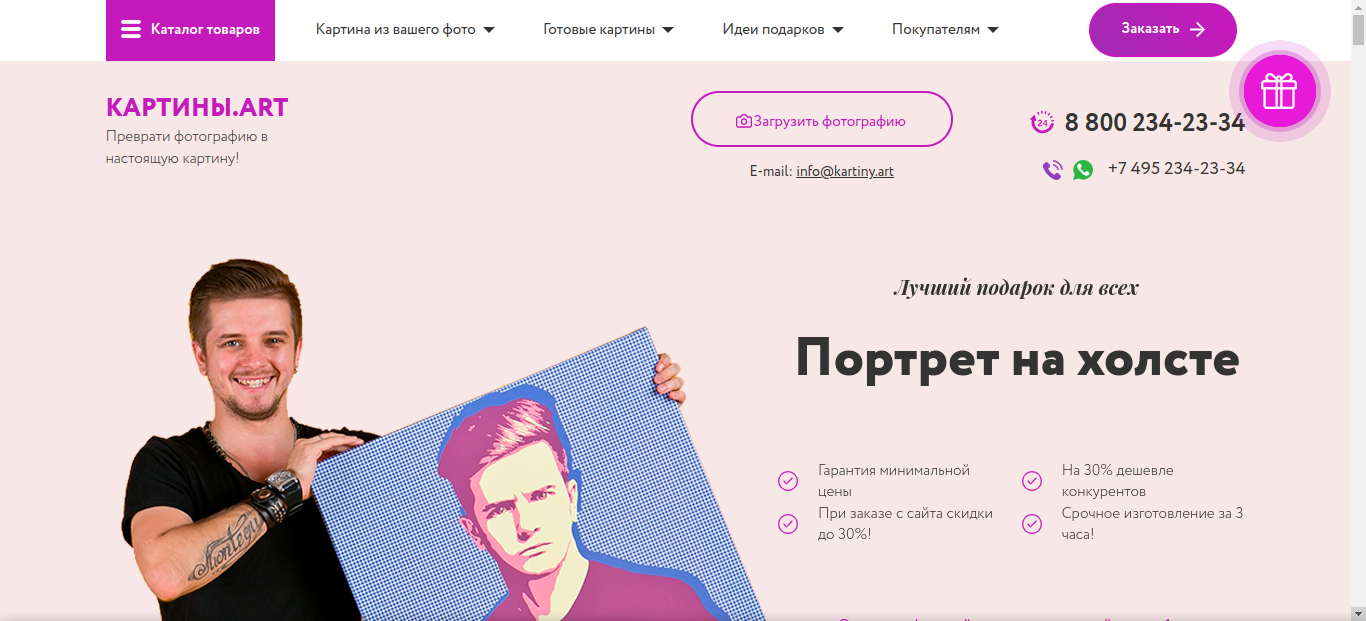 Каталог товаров
Картина из вашего фото
Готовые картины
Идеи подарков
Покупателям
Заказать
КАРТИНЫ.ART
Преврати фотографию в
настоящую картину!
Загрузить фотографию
E-mail: info@kartiny.art
24
8 800 234-23-34
+7 495 234-23-34
Лучший подарок для всех
Портрет на холсте
Гарантия минимальной
цены
На 30% дешевле
конкурентов
При заказе с сайта скидки
до 30%!
Срочное изготовление за 3
часа!